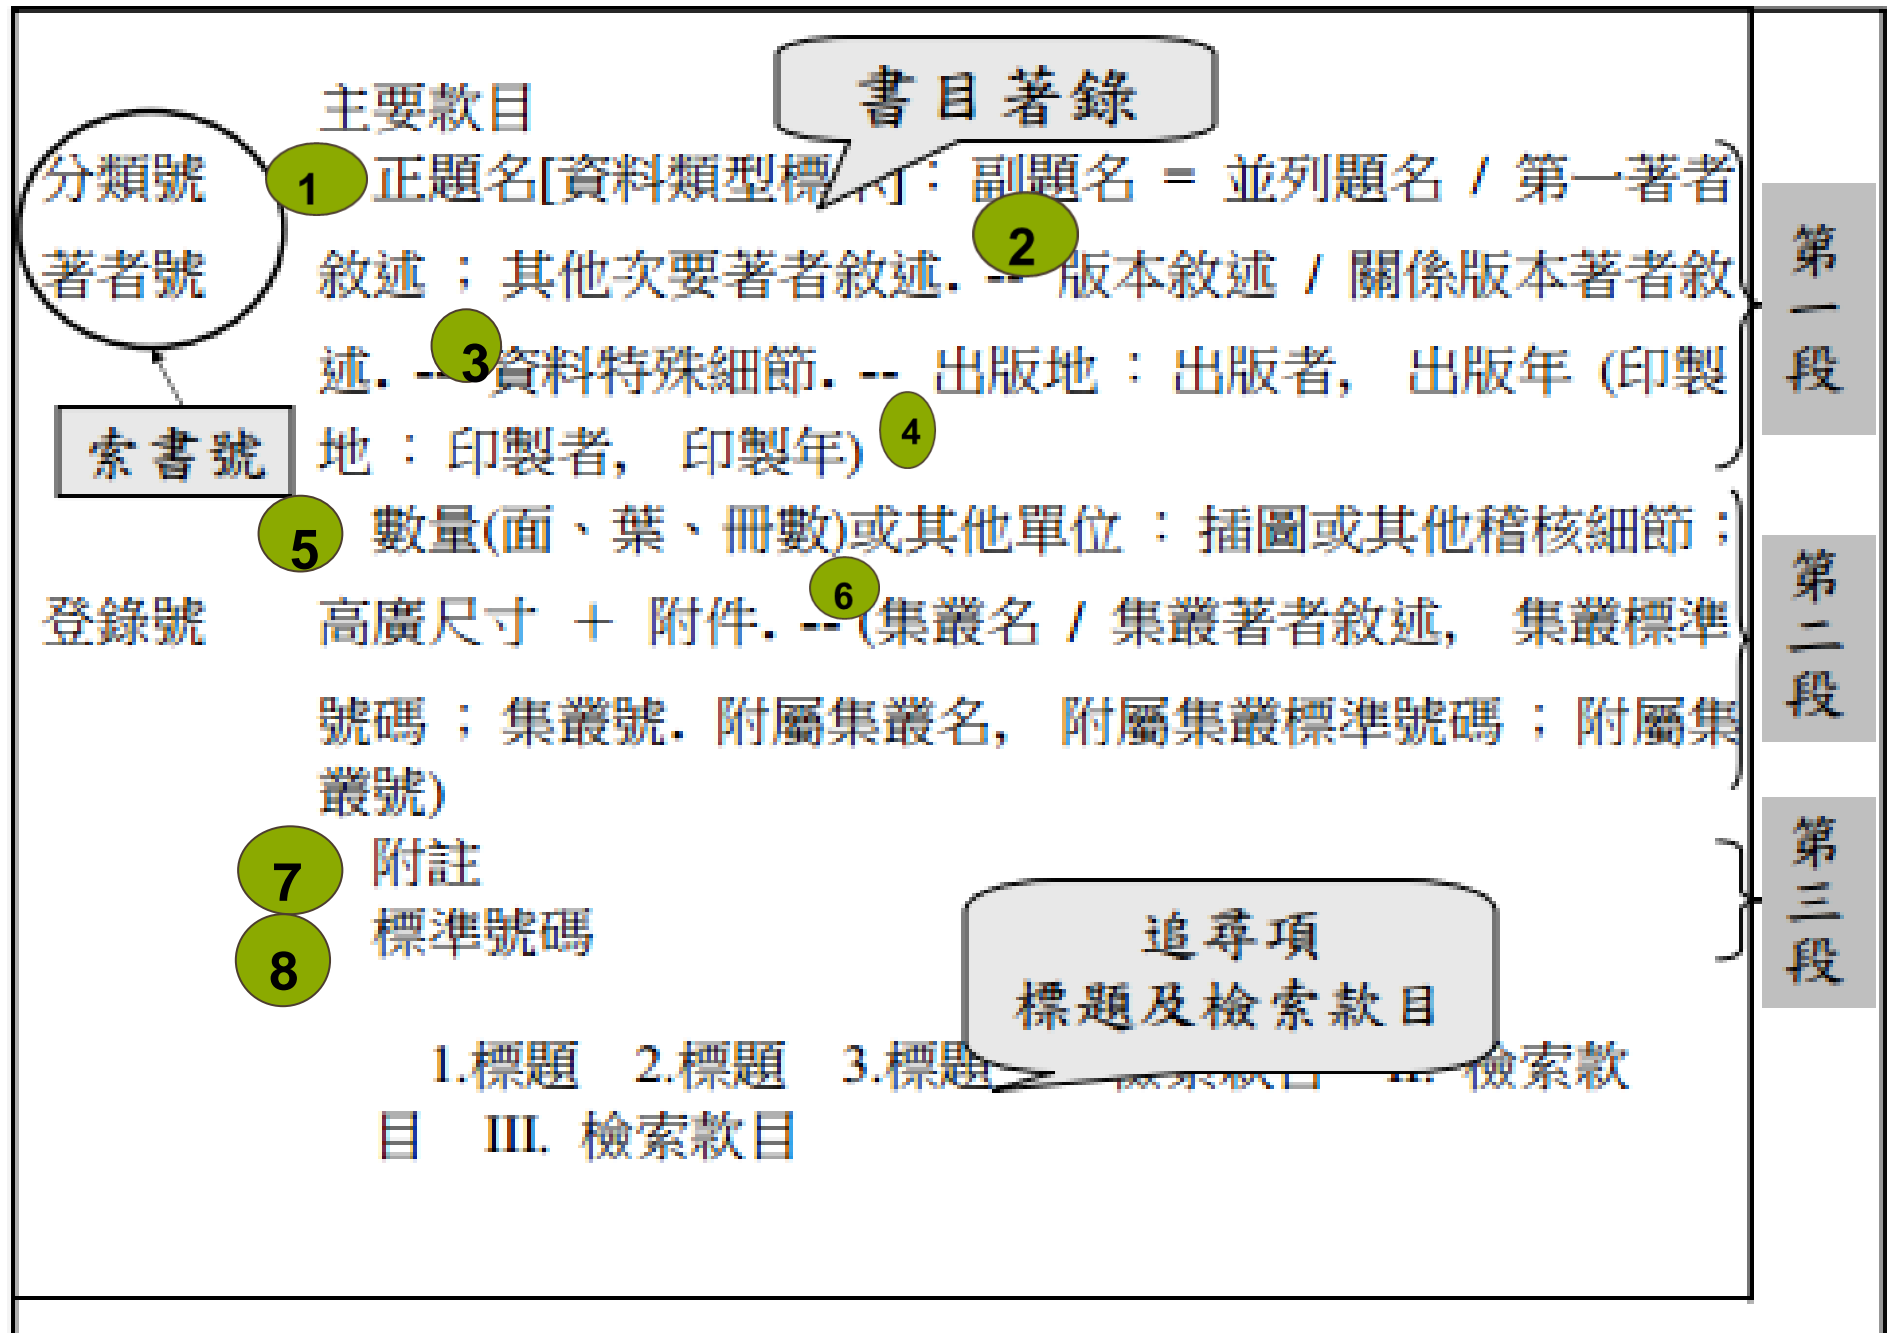 書目著錄
主要款目
分類號 1 正題名[資料類型標 ]: 副題名 = 並列題名 / 第一著者
2
著者號 敘述 ; 其他次要著者敘述. -- 版本敘述 / 關係版本著者敘
3
述. -- 資料特殊細節. -- 出版地 : 出版者, 出版年 (印製
索書號 地 : 印製者, 印製年) 4
5 數量(面、葉、冊數)或其他單位 : 插圖或其他稽核細節 ;
6
登錄號 高廣尺寸 + 附件. -- (集叢名 / 集叢著者敘述, 集叢標準
號碼 ; 集叢號. 附屬集叢名, 附屬集叢標準號碼 ; 附屬集
叢號)
7 附註
8 標準號碼
追尋項
標題及檢索款目
1.標題 2.標題 3.標題 檢索款目 II. 檢索款
目 III. 檢索款目
第一段
第二段
第三段